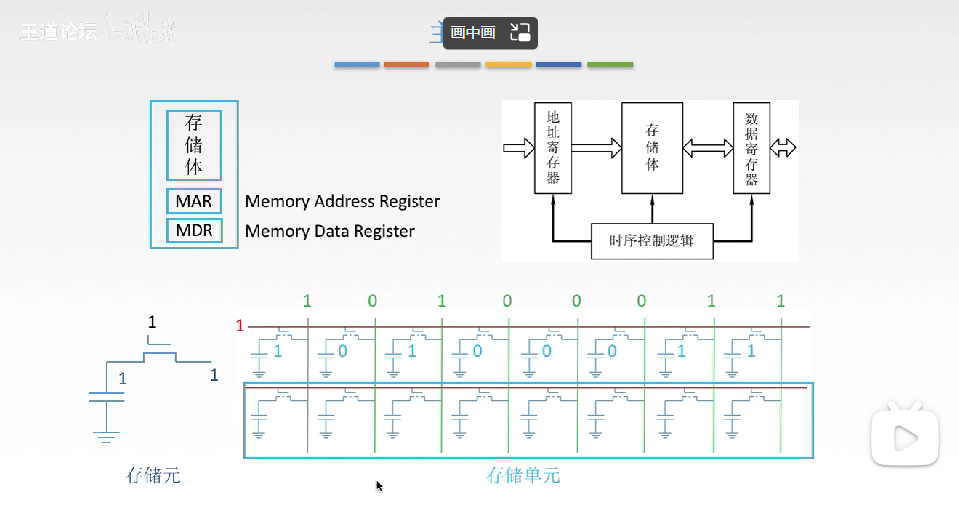 王道论坛
主
画中画
存
储
体
MAR
Memory Address Register
MDR
Memory Data Register
地
址
寄
存
器
存
储
体
数
据
寄
存
器
时序控制逻辑
1
1
1
存储元
1 0 1 0 0 0 1 1
1
1 0 1 0 0 0 1 1
存储单元